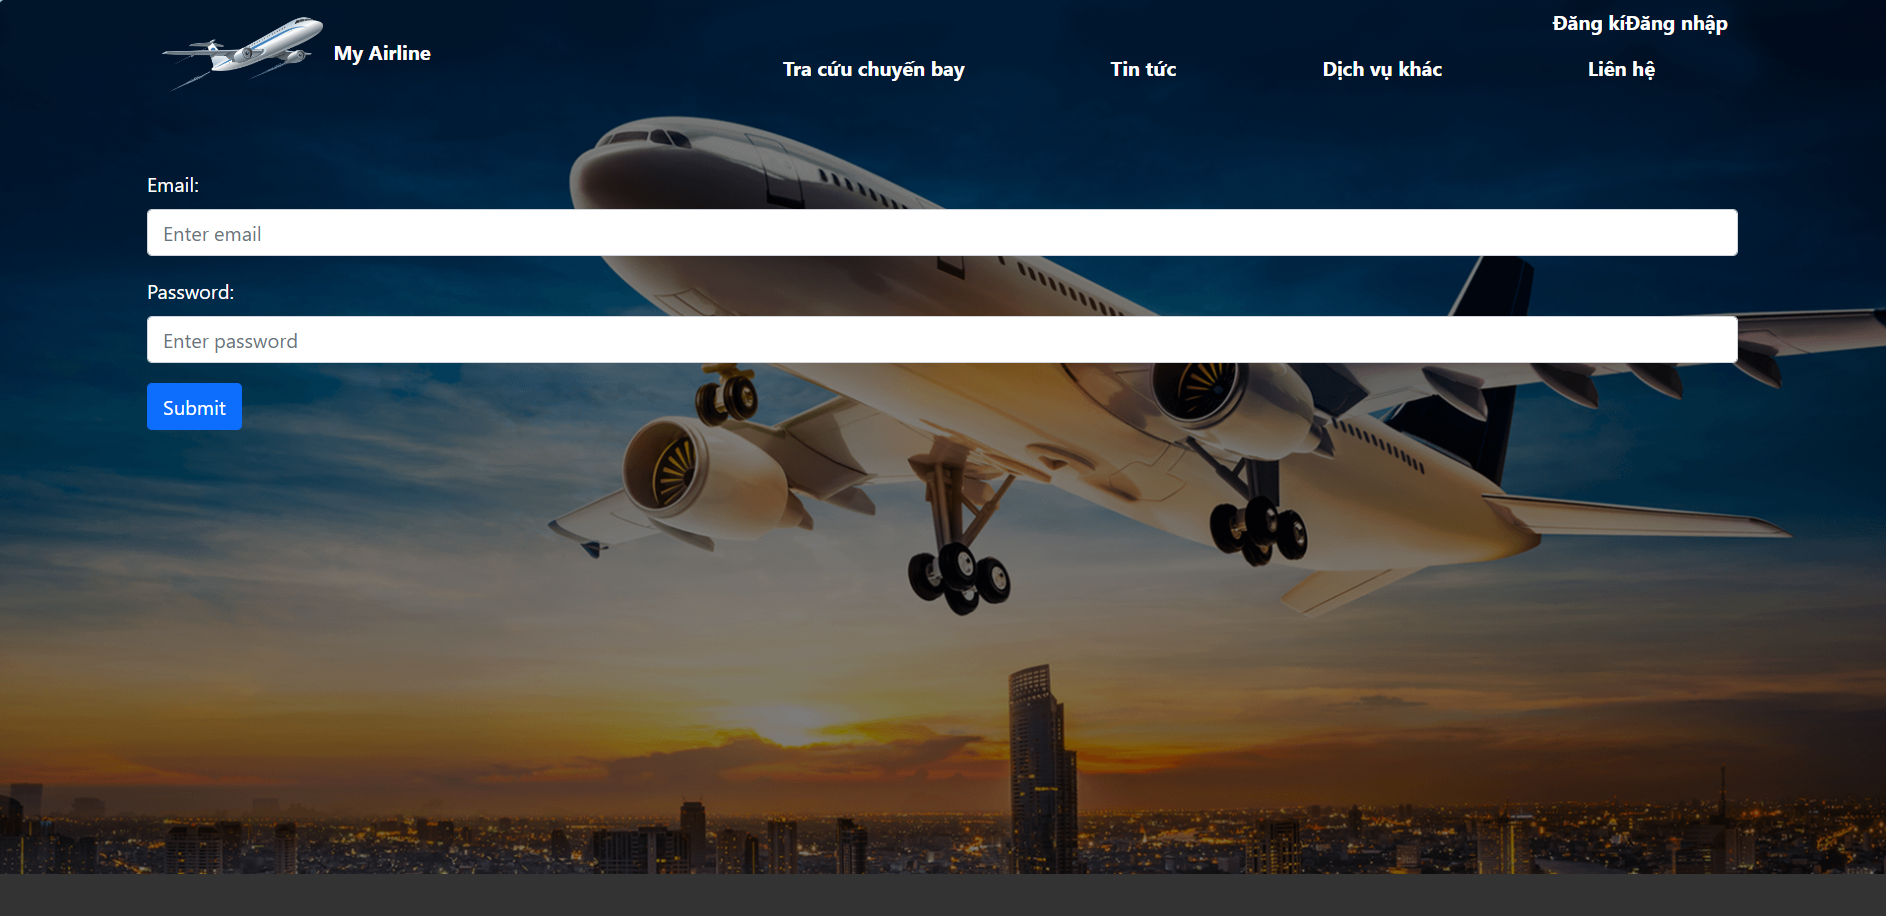 Đăng kíĐăng nhập
My Airline
Tra cứu chuyến bay Tin tức Dịch vụ khác Liên hệ
Email:
Enter email
Password:
Enter password
Submit